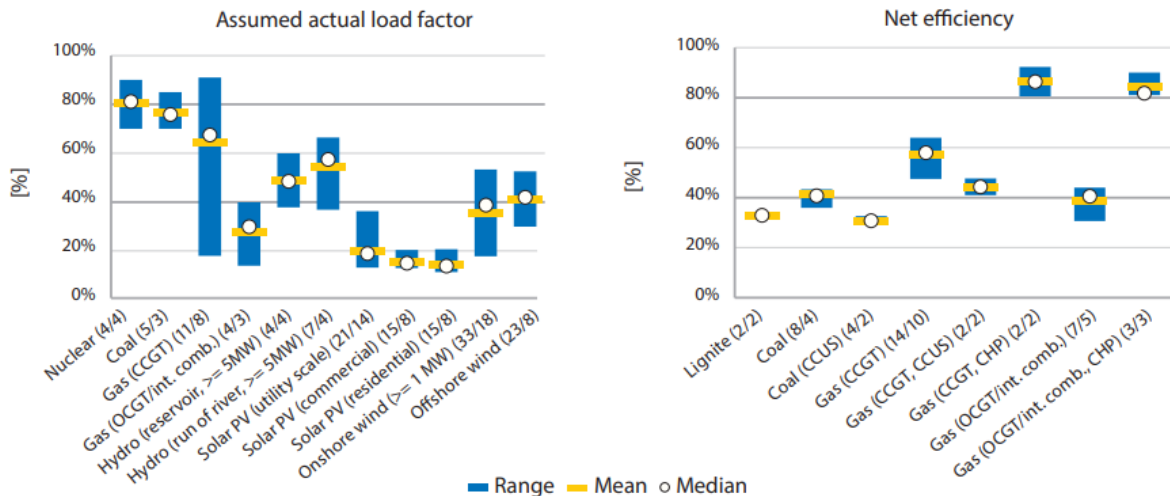 Assumed actual load factor
[%]
100%
80%
60%
40%
20%
0%
Nuclear (4/4)
Coal (5/3)
Gas (CCGT) (11/8)
Gas (OCGT/int. comb.) (4/3)
Hydro (reservoir, >= 5MW) (4/4)
Hydro (run of river, >= 5MW) (7/4)
Solar PV (utility scale) (21/14)
Solar PV (commercial) (15/8)
Solar PV (residential) (15/8)
Onshore wind (>= 1 MW) (33/18)
Offshore wind (23/8)
Net efficiency
[%]
100%
80%
60%
40%
20%
0%
Lignite (2/2)
Coal (8/4)
Coal (CCUS) (4/2)
Gas (CCGT) (14/10)
Gas (CCGT, CCUS) (2/2)
Gas (CCGT, CHP) (2/2)
Gas (OCGT/int. comb.) (7/5)
Gas (OCGT/int. comb., CHP) (3/3)
Range Mean Median